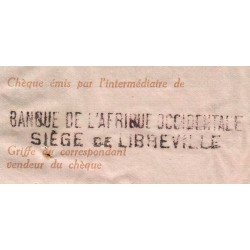 Chèque émis par l'intermédiaire de
BANQUE DE L'AFRIQUE OCCIDENTALE
SIÈGE DE LIBREVILLE
Griffe du correspondant
vendeur du chèque